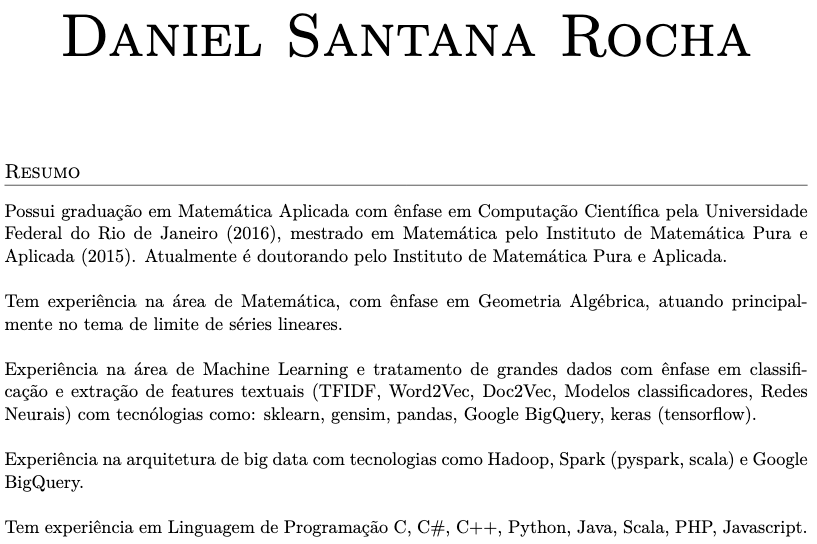 Daniel Santana Rocha
Resumo
Possui graduação em Matemática Aplicada com ênfase em Computação Científica pela Universidade
Federal do Rio de Janeiro (2016), mestrado em Matemática pelo Instituto de Matemática Pura e
Aplicada (2015). Atualmente é doutorando pelo Instituto de Matemática Pura e Aplicada.
Tem experiência na área de Matemática, com ênfase em Geometria Algébrica, atuando principal-
mente no tema de limite de séries lineares.
Experiência na área de Machine Learning e tratamento de grandes dados com ênfase em classifi-
cação e extração de features textuais (TFIDF, Word2Vec, Doc2Vec, Modelos classificadores, Redes
Neurais) com tecnólogias como: sklearn, gensim, pandas, Google BigQuery, keras (tensorflow).
Experiência na arquitetura de big data com tecnologias como Hadoop, Spark (pyspark, scala) e Google
BigQuery.
Tem experiência em Linguagem de Programação C, C#, C++, Python, Java, Scala, PHP, Javascript.